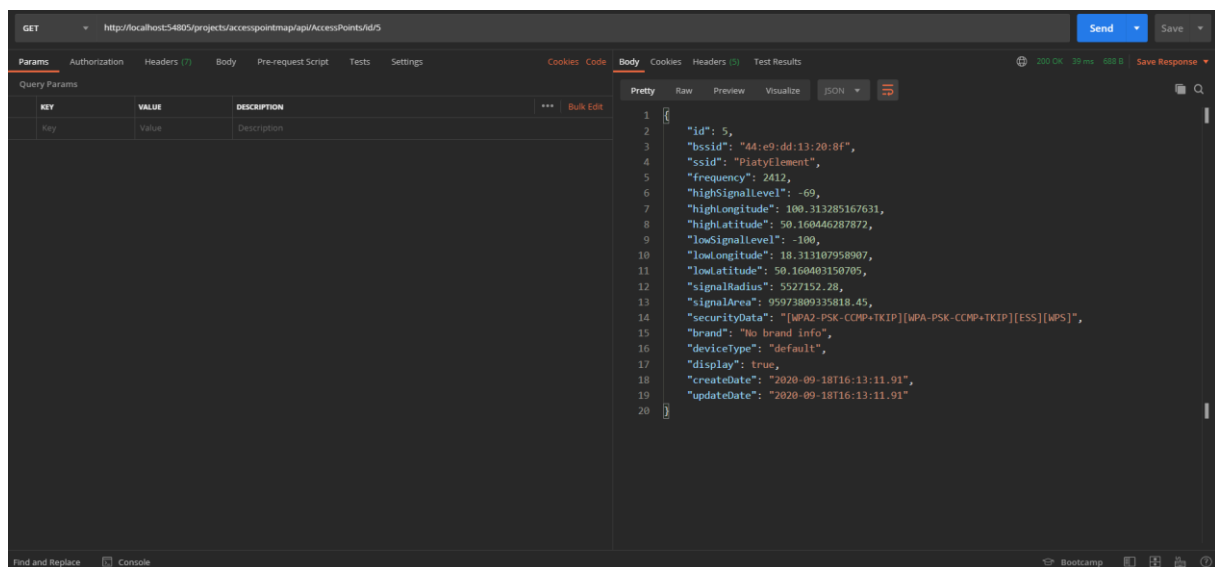 GET http://localhost:54805/projects/accesspointmap/api/AccessPoints/id/5 Send Save
Params Authorization Headers (7) Body Pre-request Script Tests Settings Cookies Code
Query Params
KEY VALUE DESCRIPTION ••• Bulk Edit
Key Value Description
Body Cookies Headers (5) Test Results 200 OK 39 ms 688 B Save Response
Pretty Raw Preview Visualize JSON
1 {
2 "id": 5,
3 "bssid": "44:e9:dd:13:20:8f",
4 "ssid": "PiatyElement",
5 "frequency": 2412,
6 "highSignalLevel": -69,
7 "highLongitude": 100.313285167631,
8 "highLatitude": 50.160446287872,
9 "lowSignalLevel": -100,
10 "lowLongitude": 18.313107958907,
11 "lowLatitude": 50.160403150705,
12 "signalRadius": 5527152.28,
13 "signalArea": 95973809335818.45,
14 "securityData": "[WPA2-PSK-CCMP+TKIP][WPA-PSK-CCMP+TKIP][ESS][WPS]",
15 "brand": "No brand info",
16 "deviceType": "default",
17 "display": true,
18 "createDate": "2020-09-18T16:13:11.91",
19 "updateDate": "2020-09-18T16:13:11.91"
20 }
Find and Replace Console Bootcamp